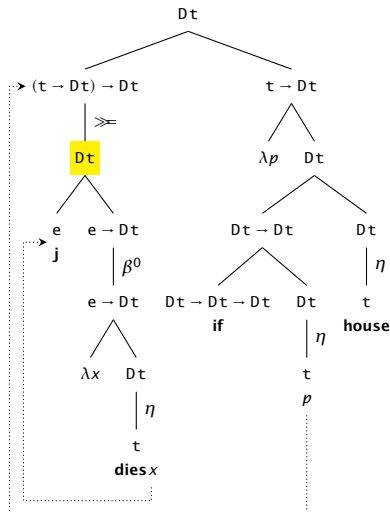 Dt
(t → Dt) → Dt t → Dt
≫=
Dt λp Dt
e e → Dt Dt → Dt Dt
j
β⁰ η
e → Dt Dt → Dt → Dt Dt t
if house
η
λx Dt t
p
η
t
dies x